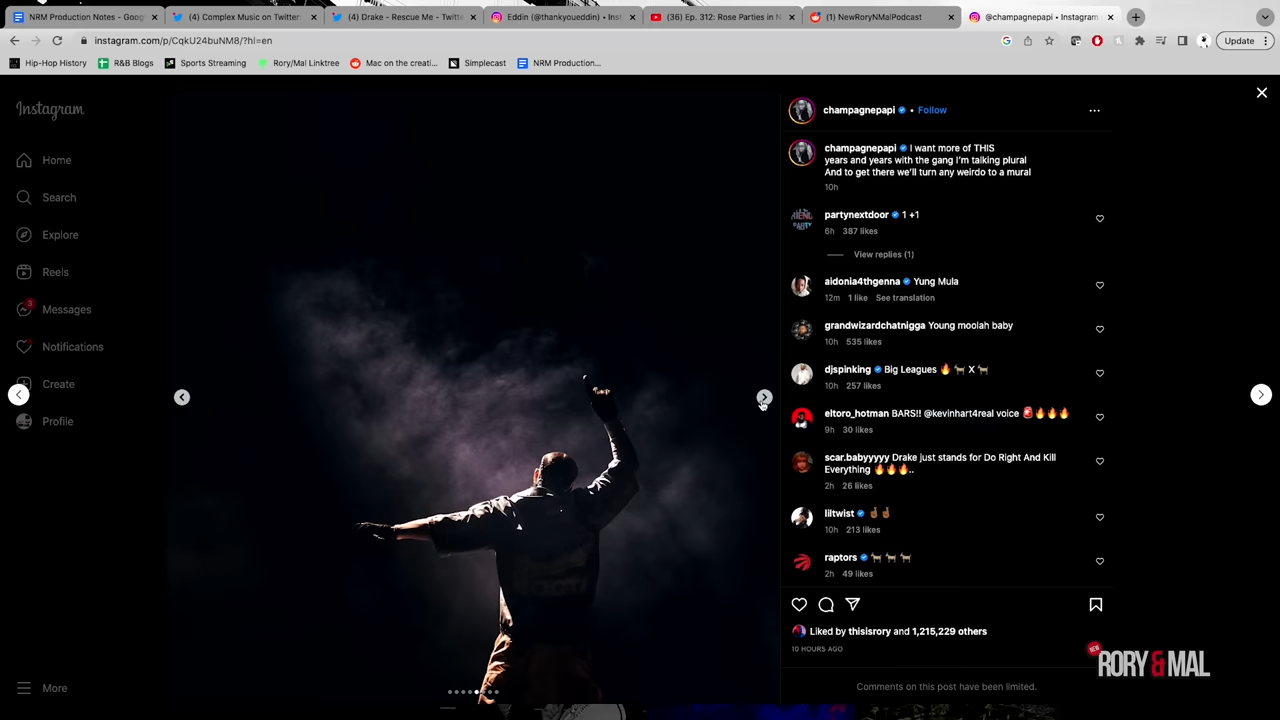 NRM Production Notes - Goog
(4) Complex Music on Twitter:
(4) Drake - Rescue Me - Twitte
Eddin (@thankyoueddin) • Inst
(36) Ep. 312: Rose Parties in N
(1) NewRoryNMalPodcast
@champagnepapi • Instagram
instagram.com/p/CqkU24buNM8/?hl=en
Update
Hip-Hop History
R&B Blogs
Sports Streaming
Rory/Mal Linktree
Mac on the creati...
Simplecast
NRM Production...
Instagram
Home
Search
Explore
Reels
3
Messages
Notifications
Create
Profile
More
champagnepapi • Follow
champagnepapi I want more of THIS
years and years with the gang I'm talking plural
And to get there we'll turn any weirdo to a mural
10h
partynextdoor 1 +1
6h 387 likes
View replies (1)
aidonia4thgenna Yung Mula
12m 1 like See translation
grandwizardchatnigga Young moolah baby
10h 535 likes
djspinking Big Leagues 🔥 🐐 X 🐐
10h 257 likes
eltoro_hotman BARS!! @kevinhart4real voice 🚨🔥🔥🔥
9h 30 likes
scar.babyyyyy Drake just stands for Do Right And Kill
Everything 🔥🔥🔥..
2h 26 likes
liltwist 🤞🏾🤞🏾
10h 213 likes
raptors 🐐 🐐 🐐
2h 49 likes
Liked by thisisrory and 1,215,229 others
10 HOURS AGO
Comments on this post have been limited.
NEW
RORY & MAL